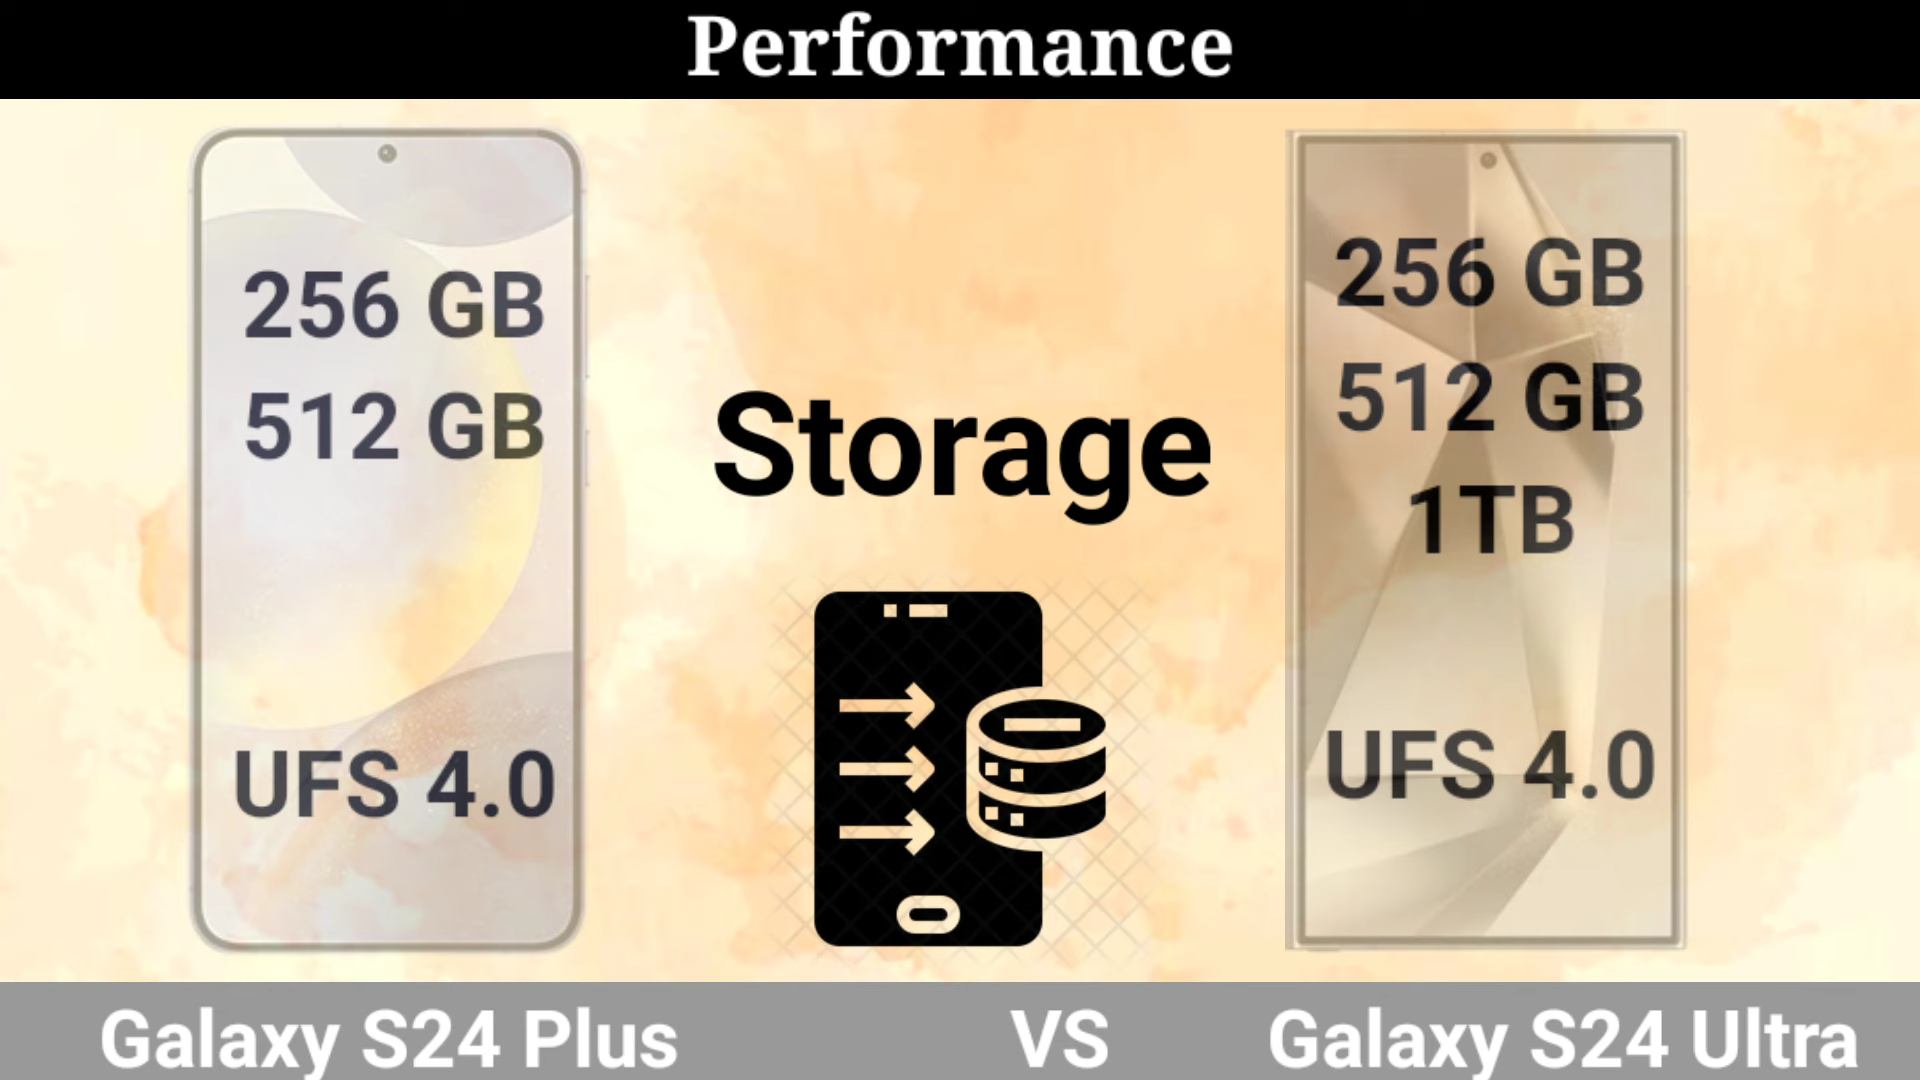 Performance
256 GB
512 GB
UFS 4.0
Storage
256 GB
512 GB
1TB
UFS 4.0
Galaxy S24 Plus
VS
Galaxy S24 Ultra